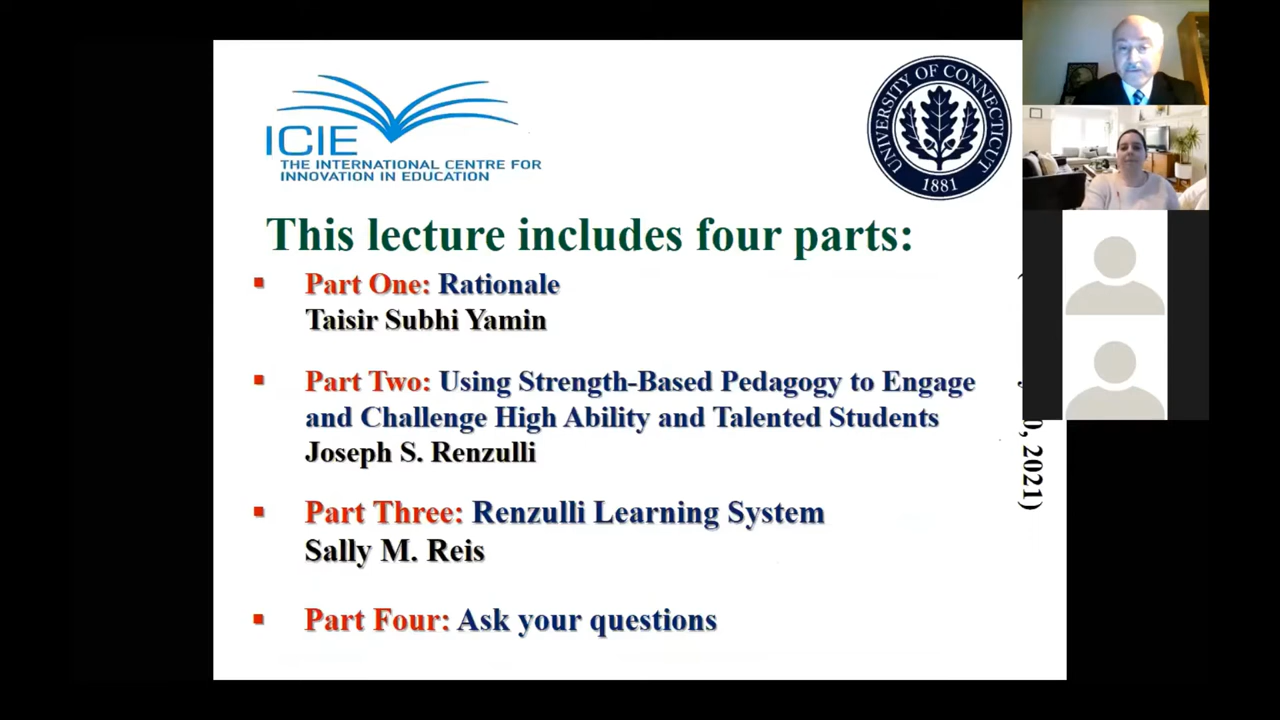 ICIE
THE INTERNATIONAL CENTRE FOR
INNOVATION IN EDUCATION
UNIVERSITY OF CONNECTICUT
1881
This lecture includes four parts:
Part One: Rationale
Taisir Subhi Yamin
Part Two: Using Strength-Based Pedagogy to Engage
and Challenge High Ability and Talented Students
Joseph S. Renzulli
Part Three: Renzulli Learning System
Sally M. Reis
Part Four: Ask your questions
2021)